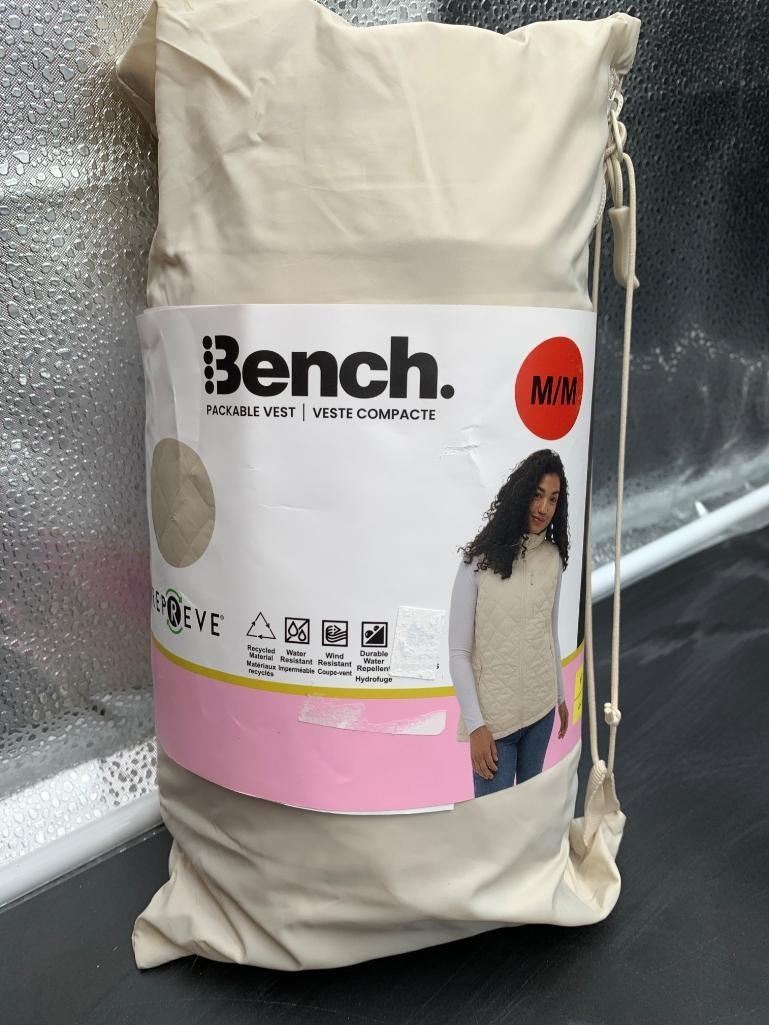 Bench.
PACKABLE VEST | VESTE COMPACTE
M/M
REPREVE®
Recycled
Material
Matériaux
recyclés
Water
Resistant
Imperméable
Wind
Resistant
Coupe-vent
Durable
Water
Repellent
Hydrofuge